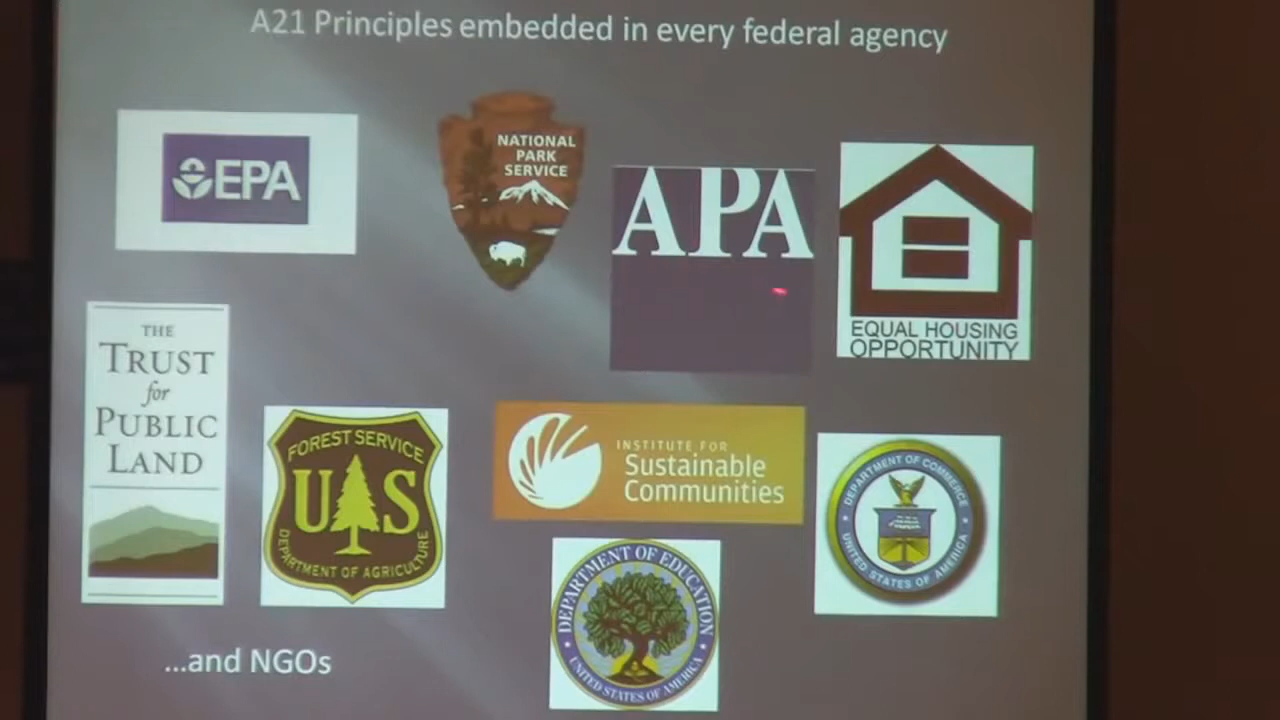 A21 Principles embedded in every federal agency
EPA
NATIONAL
PARK
SERVICE
APA
EQUAL HOUSING
OPPORTUNITY
THE
TRUST
for
PUBLIC
LAND
FOREST SERVICE
US
DEPARTMENT OF AGRICULTURE
INSTITUTE FOR
Sustainable
Communities
DEPARTMENT OF COMMERCE
UNITED STATES OF AMERICA
DEPARTMENT OF EDUCATION
UNITED STATES OF AMERICA
...and NGOs